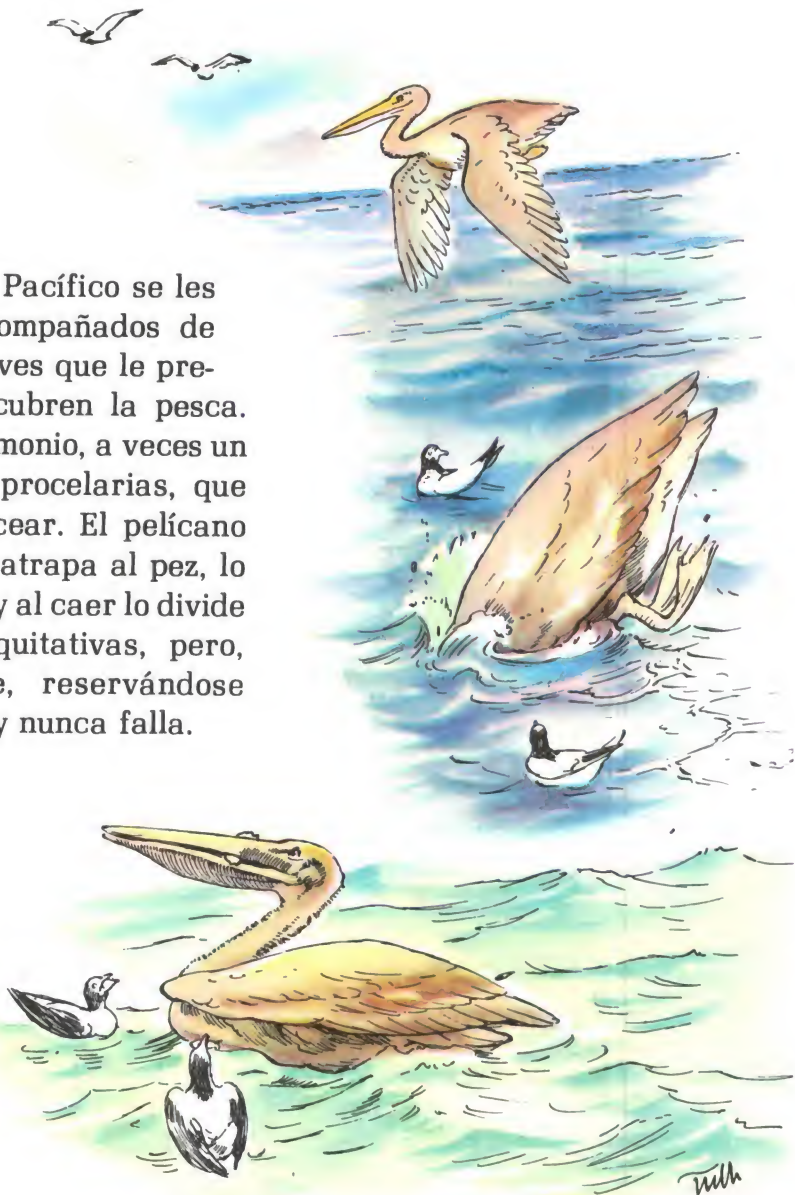 Pacífico se les
ompañados de
ves que le pre-
cubren la pesca.
monio, a veces un
procelarias, que
cear. El pelícano
atrapa al pez, lo
y al caer lo divide
quitativas, pero,
e, reservándose
y nunca falla.